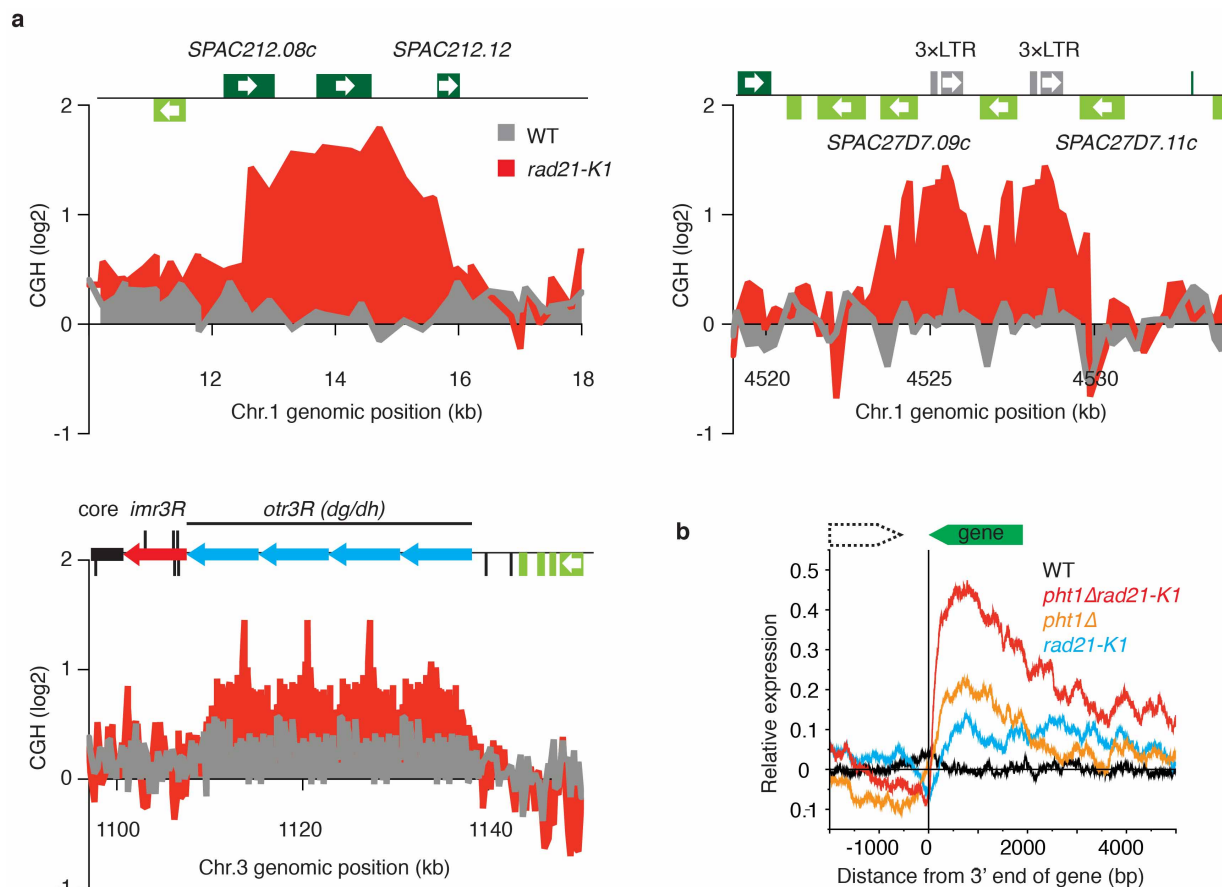 a
SPAC212.08c SPAC212.12
2
1
0
-1
CGH (log2)
WT
rad21-K1
12 14 16 18
Chr.1 genomic position (kb)
3×LTR 3×LTR
2
1
0
-1
CGH (log2)
SPAC27D7.09c SPAC27D7.11c
4520 4525 4530
Chr.1 genomic position (kb)
core imr3R otr3R (dg/dh)
2
1
0
1
CGH (log2)
1100 1120 1140
Chr.3 genomic position (kb)
b
gene
0.5
0.4
0.3
0.2
0.1
0
0.1
Relative expression
WT
pht1Δrad21-K1
pht1Δ
rad21-K1
-1000 0 2000 4000
Distance from 3' end of gene (bp)